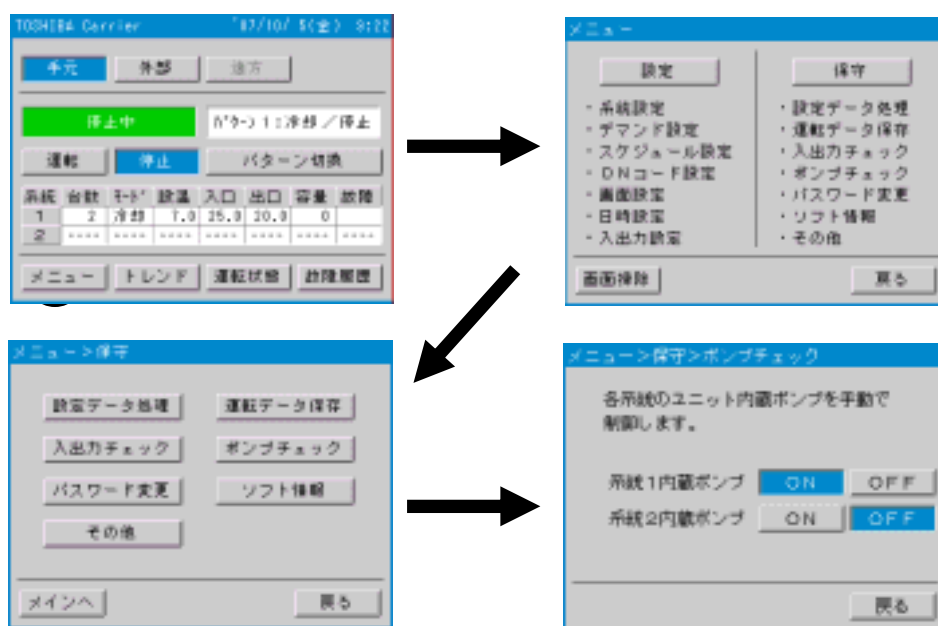 TOSHIBA Carrier '07/10/ 5(金) 9:22
手元 外部 遠方
停止中 ﾊﾟﾀｰﾝ1:冷却/停止
運転 停止 パターン切換
系統 台数 ﾓｰﾄﾞ 設温 入口 出口 容量 故障
1 2 冷却 7.0 25.0 20.0 0
2 ---- ---- ---- ---- ---- ---- ----
メニュー トレンド 運転状態 故障履歴
メニュー
設定 保守
・系統設定 ・設定データ処理
・デマンド設定 ・運転データ保存
・スケジュール設定 ・入出力チェック
・DNコード設定 ・ポンプチェック
・画面設定 ・パスワード変更
・日時設定 ・ソフト情報
・入出力設定 ・その他
画面掃除 戻る
メニュー>保守
設定データ処理 運転データ保存
入出力チェック ポンプチェック
パスワード変更 ソフト情報
その他
メインへ 戻る
メニュー>保守>ポンプチェック
各系統のユニット内蔵ポンプを手動で
制御します。
系統1内蔵ポンプ ON OFF
系統2内蔵ポンプ ON OFF
戻る